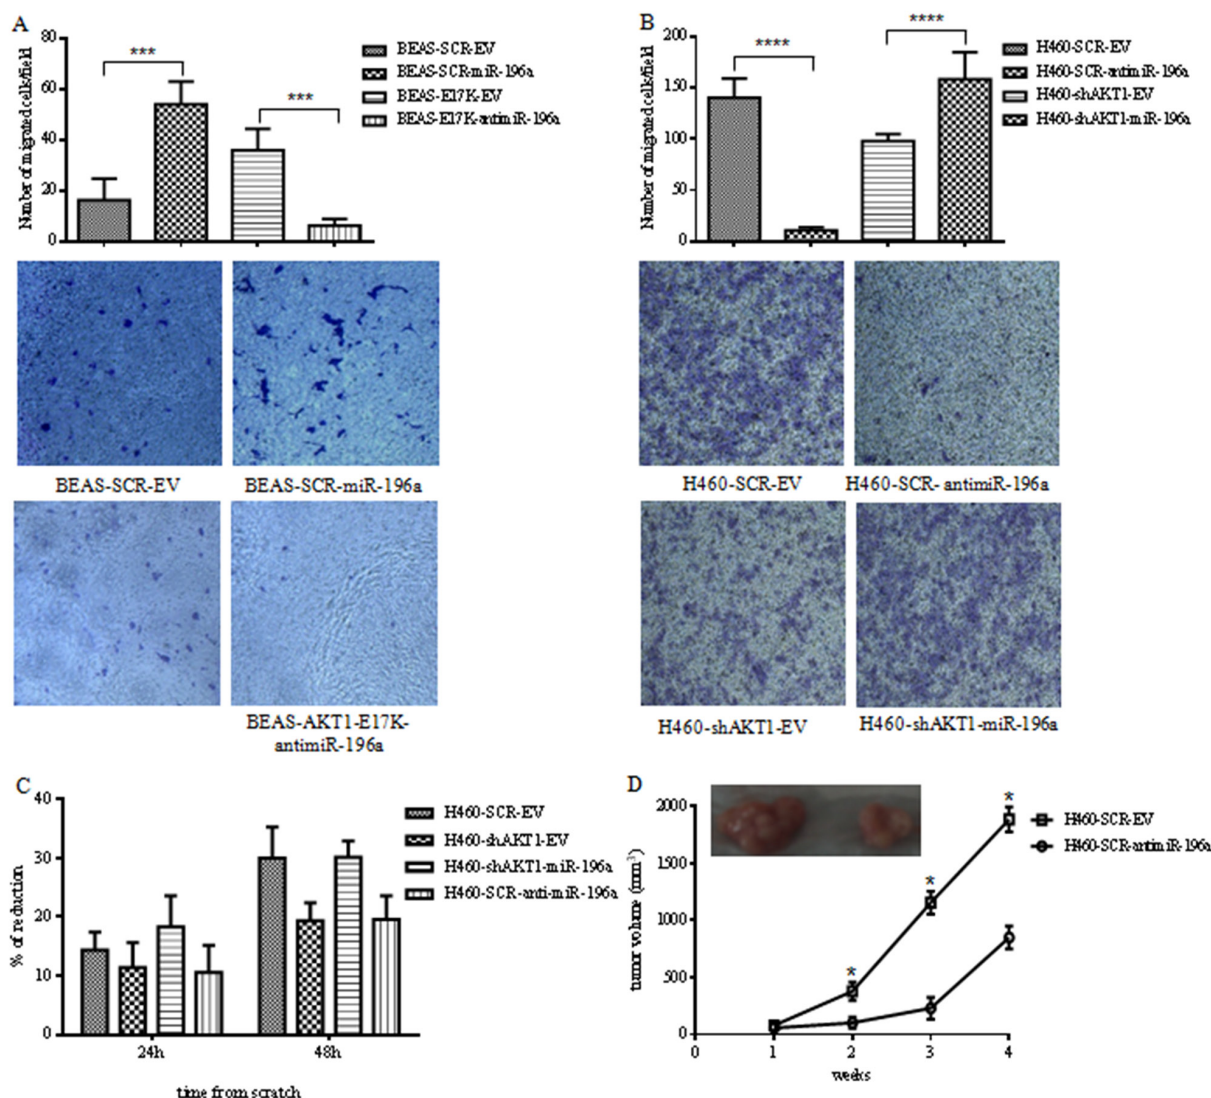 A
Number of migrated cells/field
80
60
40
20
0
***
***
BEAS-SCR-EV
BEAS-SCR-miR-196a
BEAS-E17K-EV
BEAS-E17K-antimiR-196a
BEAS-SCR-EV
BEAS-SCR-miR-196a
BEAS-AKT1-E17K-
antimiR-196a
B
Number of migrated cells/field
200
150
100
50
0
****
****
H460-SCR-EV
H460-SCR-antimiR-196a
H460-shAKT1-EV
H460-shAKT1-miR-196a
H460-SCR-EV
H460-SCR- antimiR-196a
H460-shAKT1-EV
H460-shAKT1-miR-196a
C
% of reduction
40
30
20
10
0
24h
48h
time from scratch
H460-SCR-EV
H460-shAKT1-EV
H460-shAKT1-miR-196a
H460-SCR-anti-miR-196a
D
tumor volume (mm³)
2000
1500
1000
500
0
*
*
*
0 1 2 3 4
weeks
H460-SCR-EV
H460-SCR-antimiR-196a